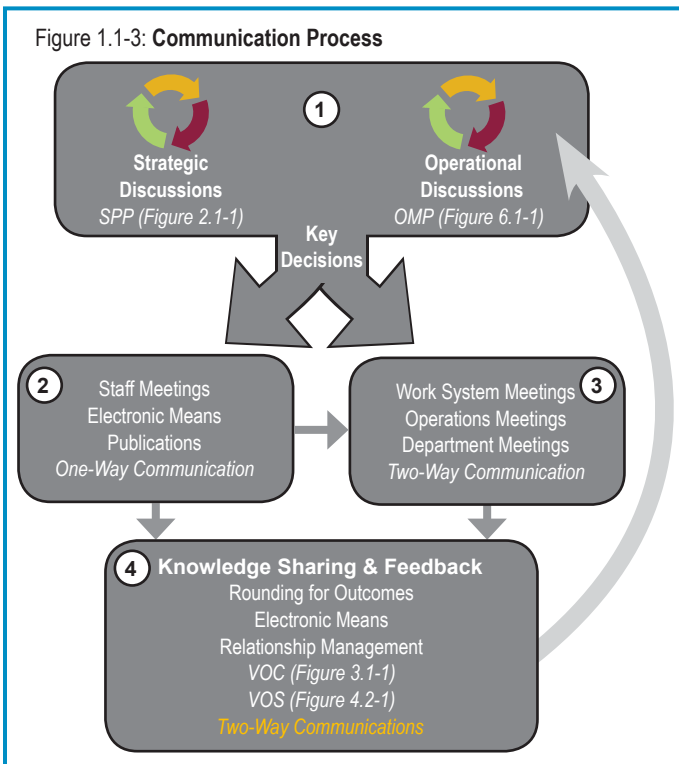 Figure 1.1-3: Communication Process
1
Strategic
Discussions
SPP (Figure 2.1-1)
Operational
Discussions
OMP (Figure 6.1-1)
Key
Decisions
2
Staff Meetings
Electronic Means
Publications
One-Way Communication
3
Work System Meetings
Operations Meetings
Department Meetings
Two-Way Communication
4
Knowledge Sharing & Feedback
Rounding for Outcomes
Electronic Means
Relationship Management
VOC (Figure 3.1-1)
VOS (Figure 4.2-1)
Two-Way Communications